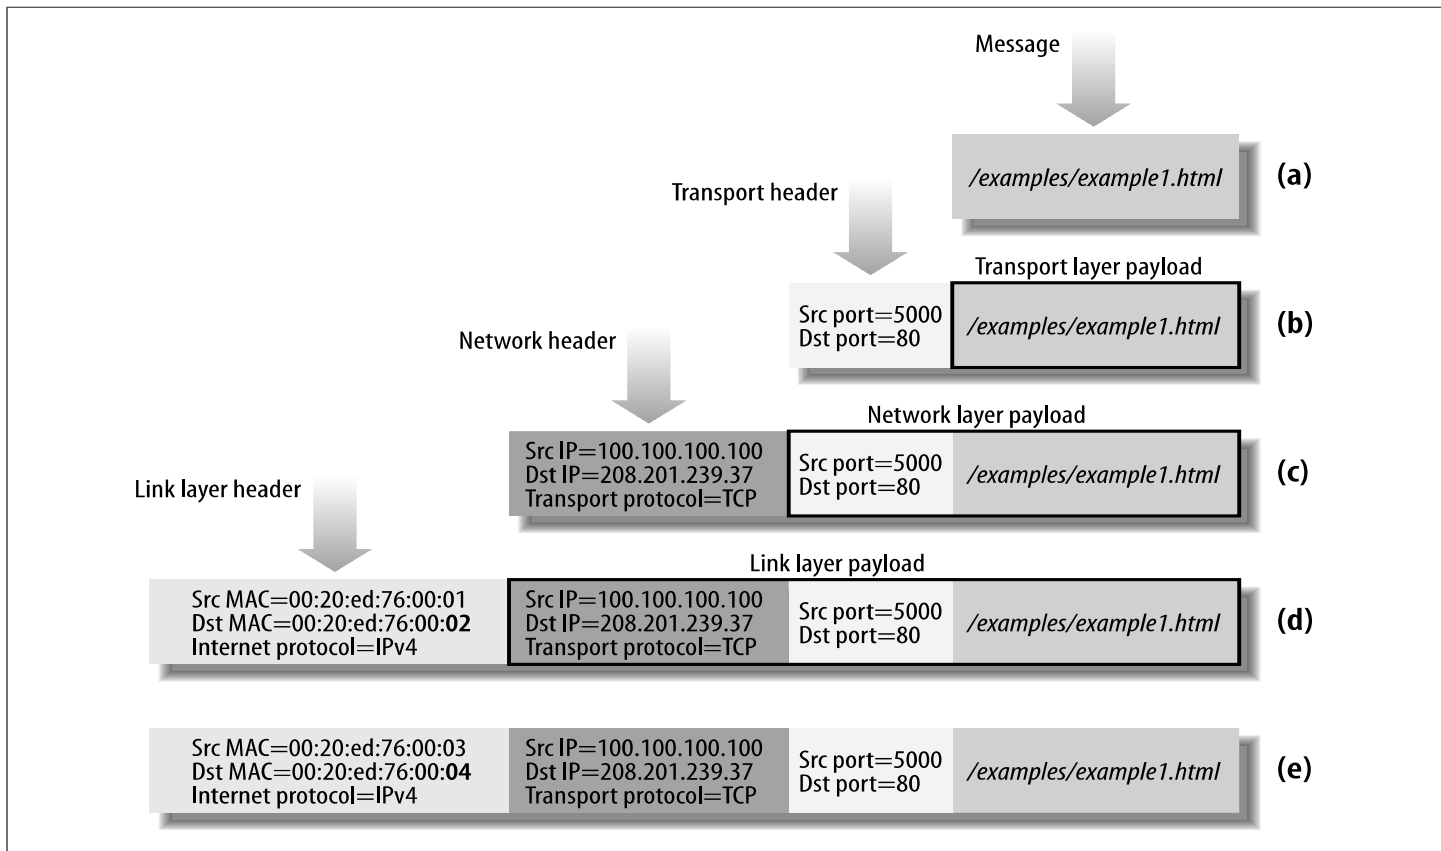 Message
/examples/example1.html
(a)
Transport header
Transport layer payload
Src port=5000
Dst port=80
/examples/example1.html
(b)
Network header
Network layer payload
Src IP=100.100.100.100
Dst IP=208.201.239.37
Transport protocol=TCP
Src port=5000
Dst port=80
/examples/example1.html
(c)
Link layer header
Link layer payload
Src MAC=00:20:ed:76:00:01
Dst MAC=00:20:ed:76:00:02
Internet protocol=IPv4
Src IP=100.100.100.100
Dst IP=208.201.239.37
Transport protocol=TCP
Src port=5000
Dst port=80
/examples/example1.html
(d)
Src MAC=00:20:ed:76:00:03
Dst MAC=00:20:ed:76:00:04
Internet protocol=IPv4
Src IP=100.100.100.100
Dst IP=208.201.239.37
Transport protocol=TCP
Src port=5000
Dst port=80
/examples/example1.html
(e)